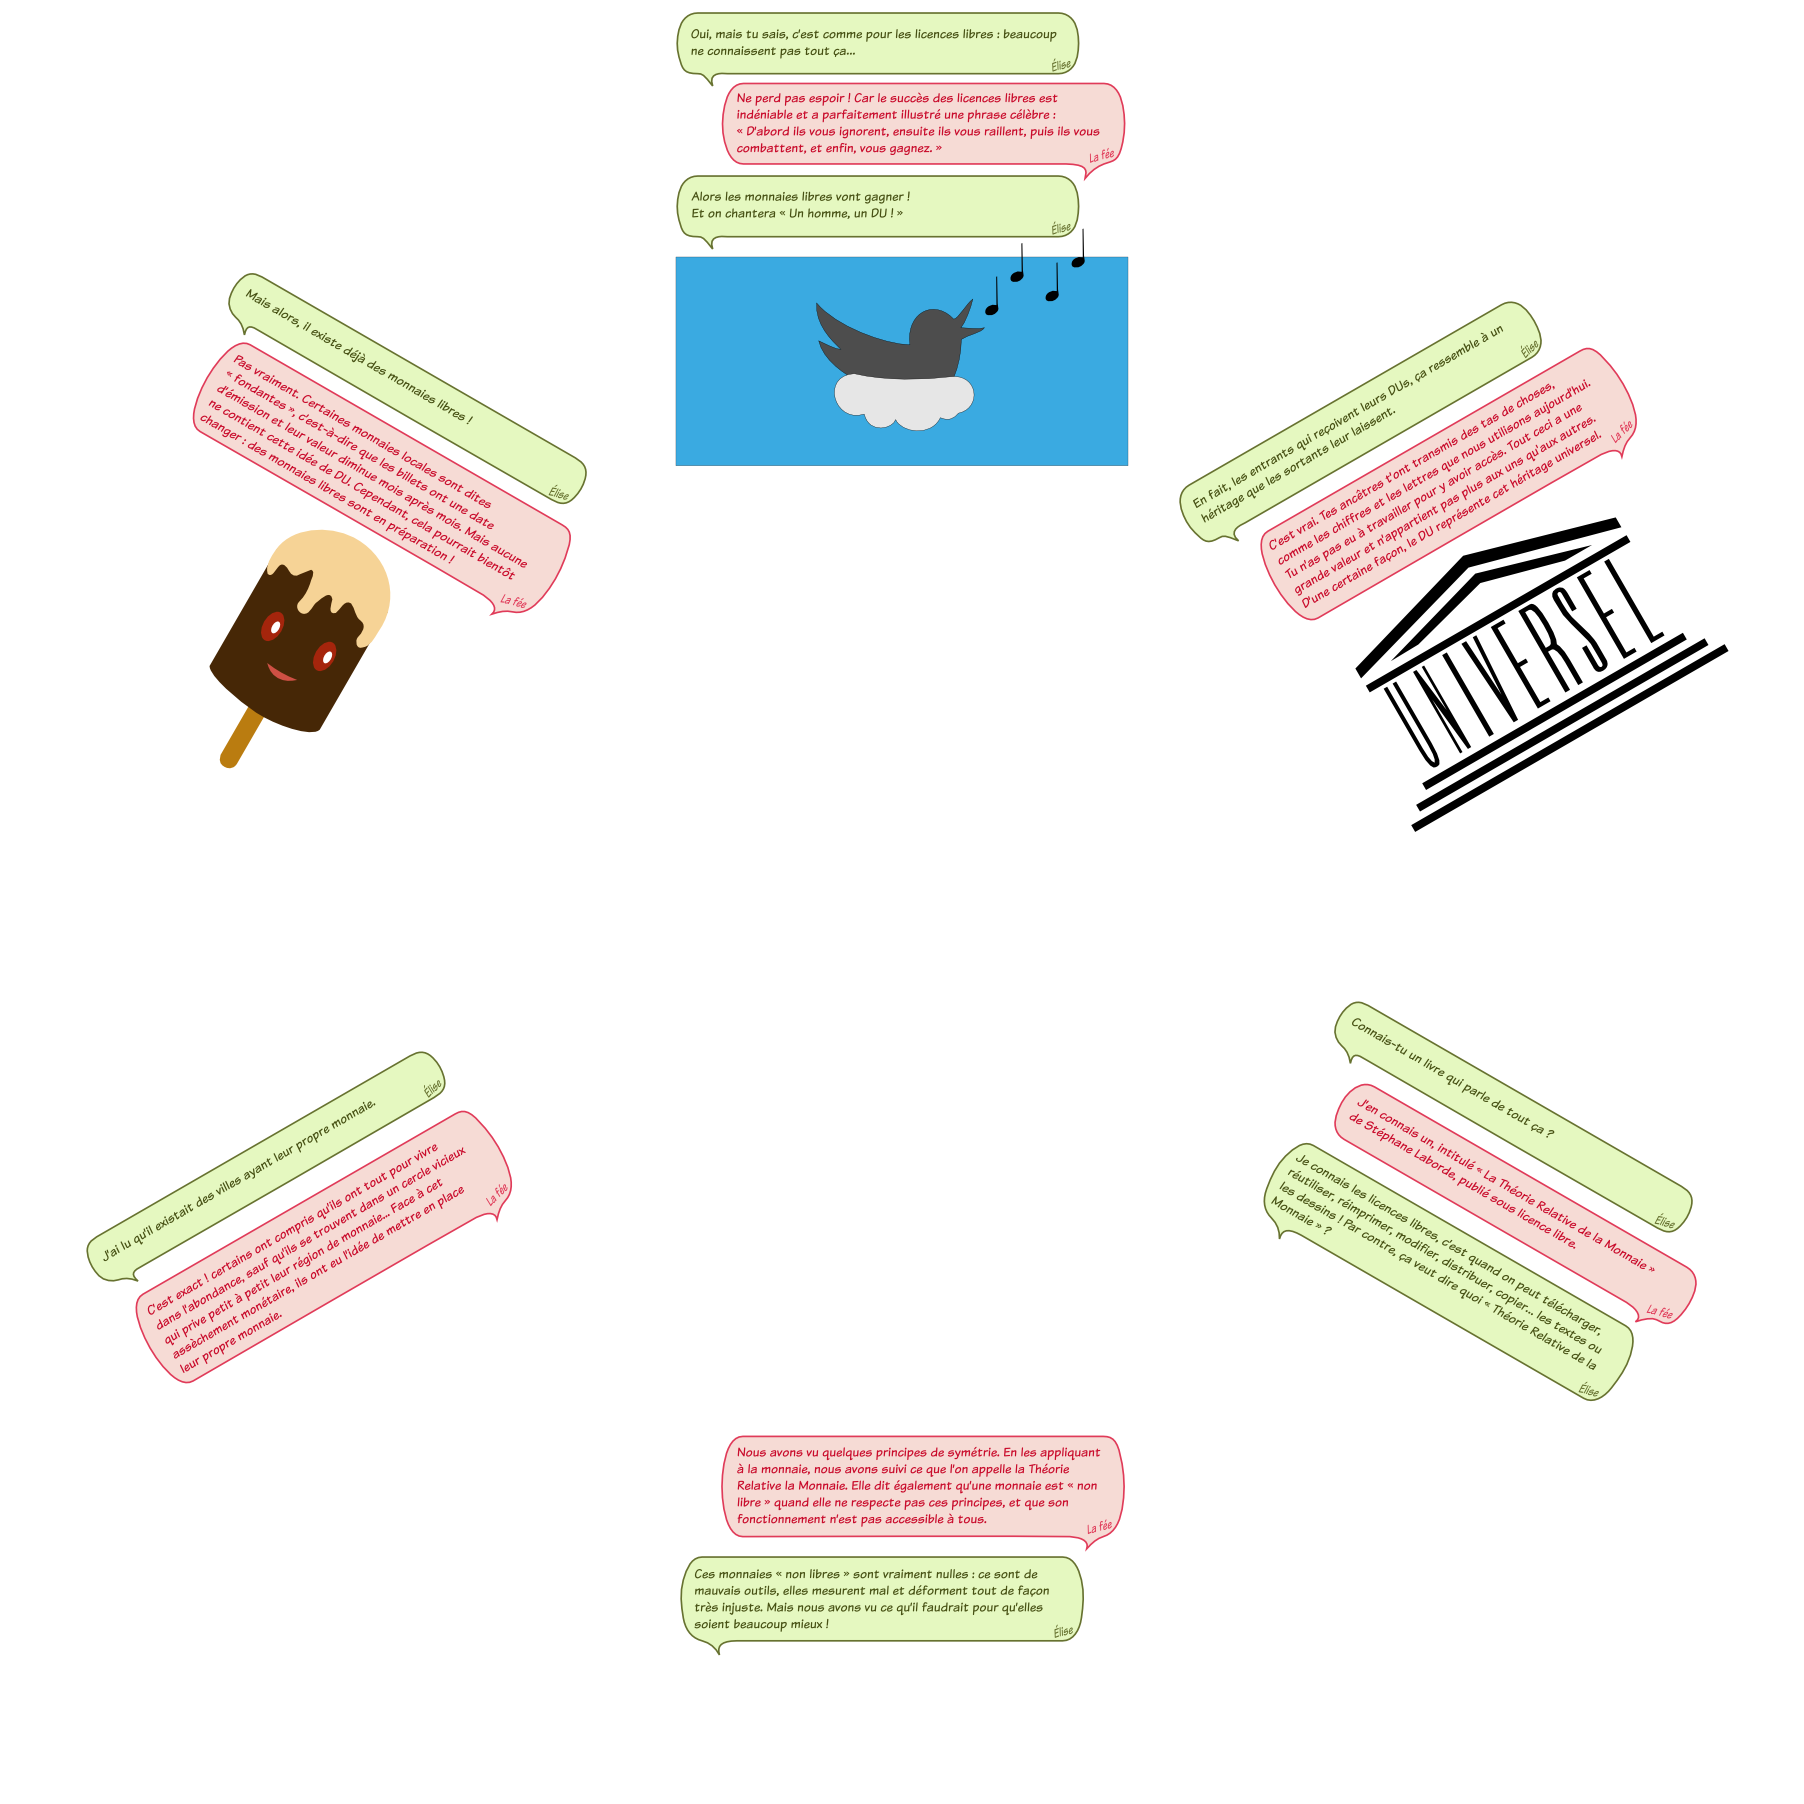 Oui, mais tu sais, c'est comme pour les licences libres : beaucoup
ne connaissent pas tout ça...
Élise
Ne perd pas espoir ! Car le succès des licences libres est
indéniable et a parfaitement illustré une phrase célèbre :
« D'abord ils vous ignorent, ensuite ils vous raillent, puis ils vous
combattent, et enfin, vous gagnez. »
La fée
Alors les monnaies libres vont gagner !
Et on chantera « Un homme, un DU ! »
Élise
Mais alors, il existe déjà des monnaies libres !
Élise
Pas vraiment. Certaines monnaies locales sont dites
« fondantes », c'est-à-dire que les billets ont une date
d'émission et leur valeur diminue mois après mois. Mais aucune
ne contient cette idée de DU. Cependant, cela pourrait bientôt
changer : des monnaies libres sont en préparation !
La fée
En fait, les entrants qui reçoivent leurs DUs, ça ressemble à un
héritage que les sortants leur laissent.
Élise
C'est vrai. Tes ancêtres t'ont transmis des tas de choses,
comme les chiffres et les lettres que nous utilisons aujourd'hui.
Tu n'as pas eu à travailler pour y avoir accès. Tout ceci a une
grande valeur et n'appartient pas plus aux uns qu'aux autres.
D'une certaine façon, le DU représente cet héritage universel.
La fée
UNIVERSEL
J'ai lu qu'il existait des villes ayant leur propre monnaie.
Élise
C'est exact ! certains ont compris qu'ils ont tout pour vivre
dans l'abondance, sauf qu'ils se trouvent dans un cercle vicieux
qui prive petit à petit leur région de monnaie... Face à cet
assèchement monétaire, ils ont eu l'idée de mettre en place
leur propre monnaie.
La fée
Connais-tu un livre qui parle de tout ça ?
Élise
J'en connais un, intitulé « La Théorie Relative de la Monnaie »
de Stéphane Laborde, publié sous licence libre.
La fée
Je connais les licences libres, c'est quand on peut télécharger,
réutiliser, réimprimer, modifier, distribuer, copier... les textes ou
les dessins ! Par contre, ça veut dire quoi « Théorie Relative de la
Monnaie » ?
Élise
Nous avons vu quelques principes de symétrie. En les appliquant
à la monnaie, nous avons suivi ce que l'on appelle la Théorie
Relative la Monnaie. Elle dit également qu'une monnaie est « non
libre » quand elle ne respecte pas ces principes, et que son
fonctionnement n'est pas accessible à tous.
La fée
Ces monnaies « non libres » sont vraiment nulles : ce sont de
mauvais outils, elles mesurent mal et déforment tout de façon
très injuste. Mais nous avons vu ce qu'il faudrait pour qu'elles
soient beaucoup mieux !
Élise